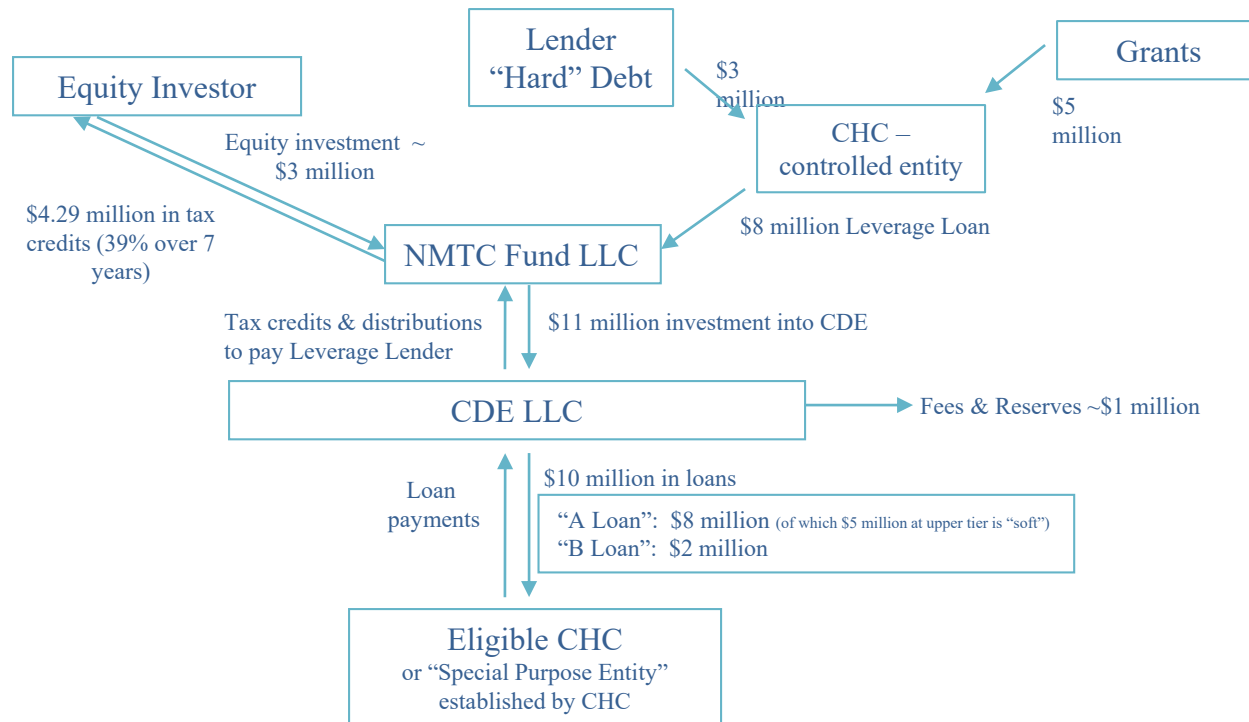 Lender
“Hard” Debt
Grants
Equity Investor
$3
million
$5
million
CHC –
controlled entity
Equity investment ~
$3 million
$4.29 million in tax
credits (39% over 7
years)
$8 million Leverage Loan
NMTC Fund LLC
Tax credits & distributions
to pay Leverage Lender
$11 million investment into CDE
CDE LLC
Fees & Reserves ~$1 million
Loan
payments
$10 million in loans
“A Loan”: $8 million (of which $5 million at upper tier is “soft”)
“B Loan”: $2 million
Eligible CHC
or “Special Purpose Entity”
established by CHC